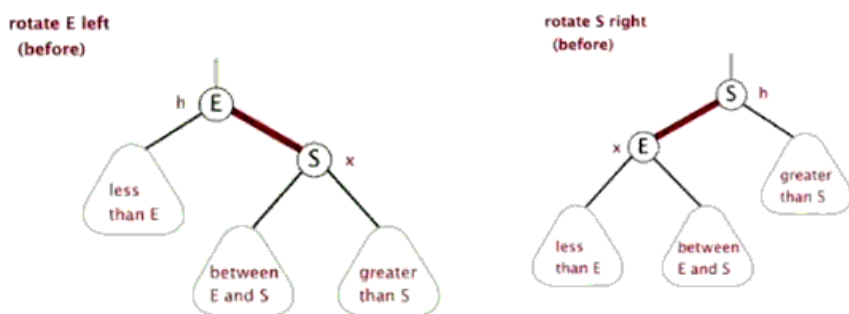 rotate E left
(before)
h
E
S
x
less
than E
between
E and S
greater
than S
rotate S right
(before)
S
h
x
E
greater
than S
less
than E
between
E and S